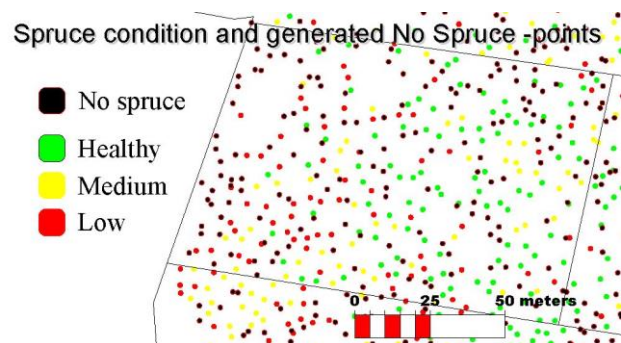 Spruce condition and generated No Spruce -points
No spruce
Healthy
Medium
Low
0 25 50 meters